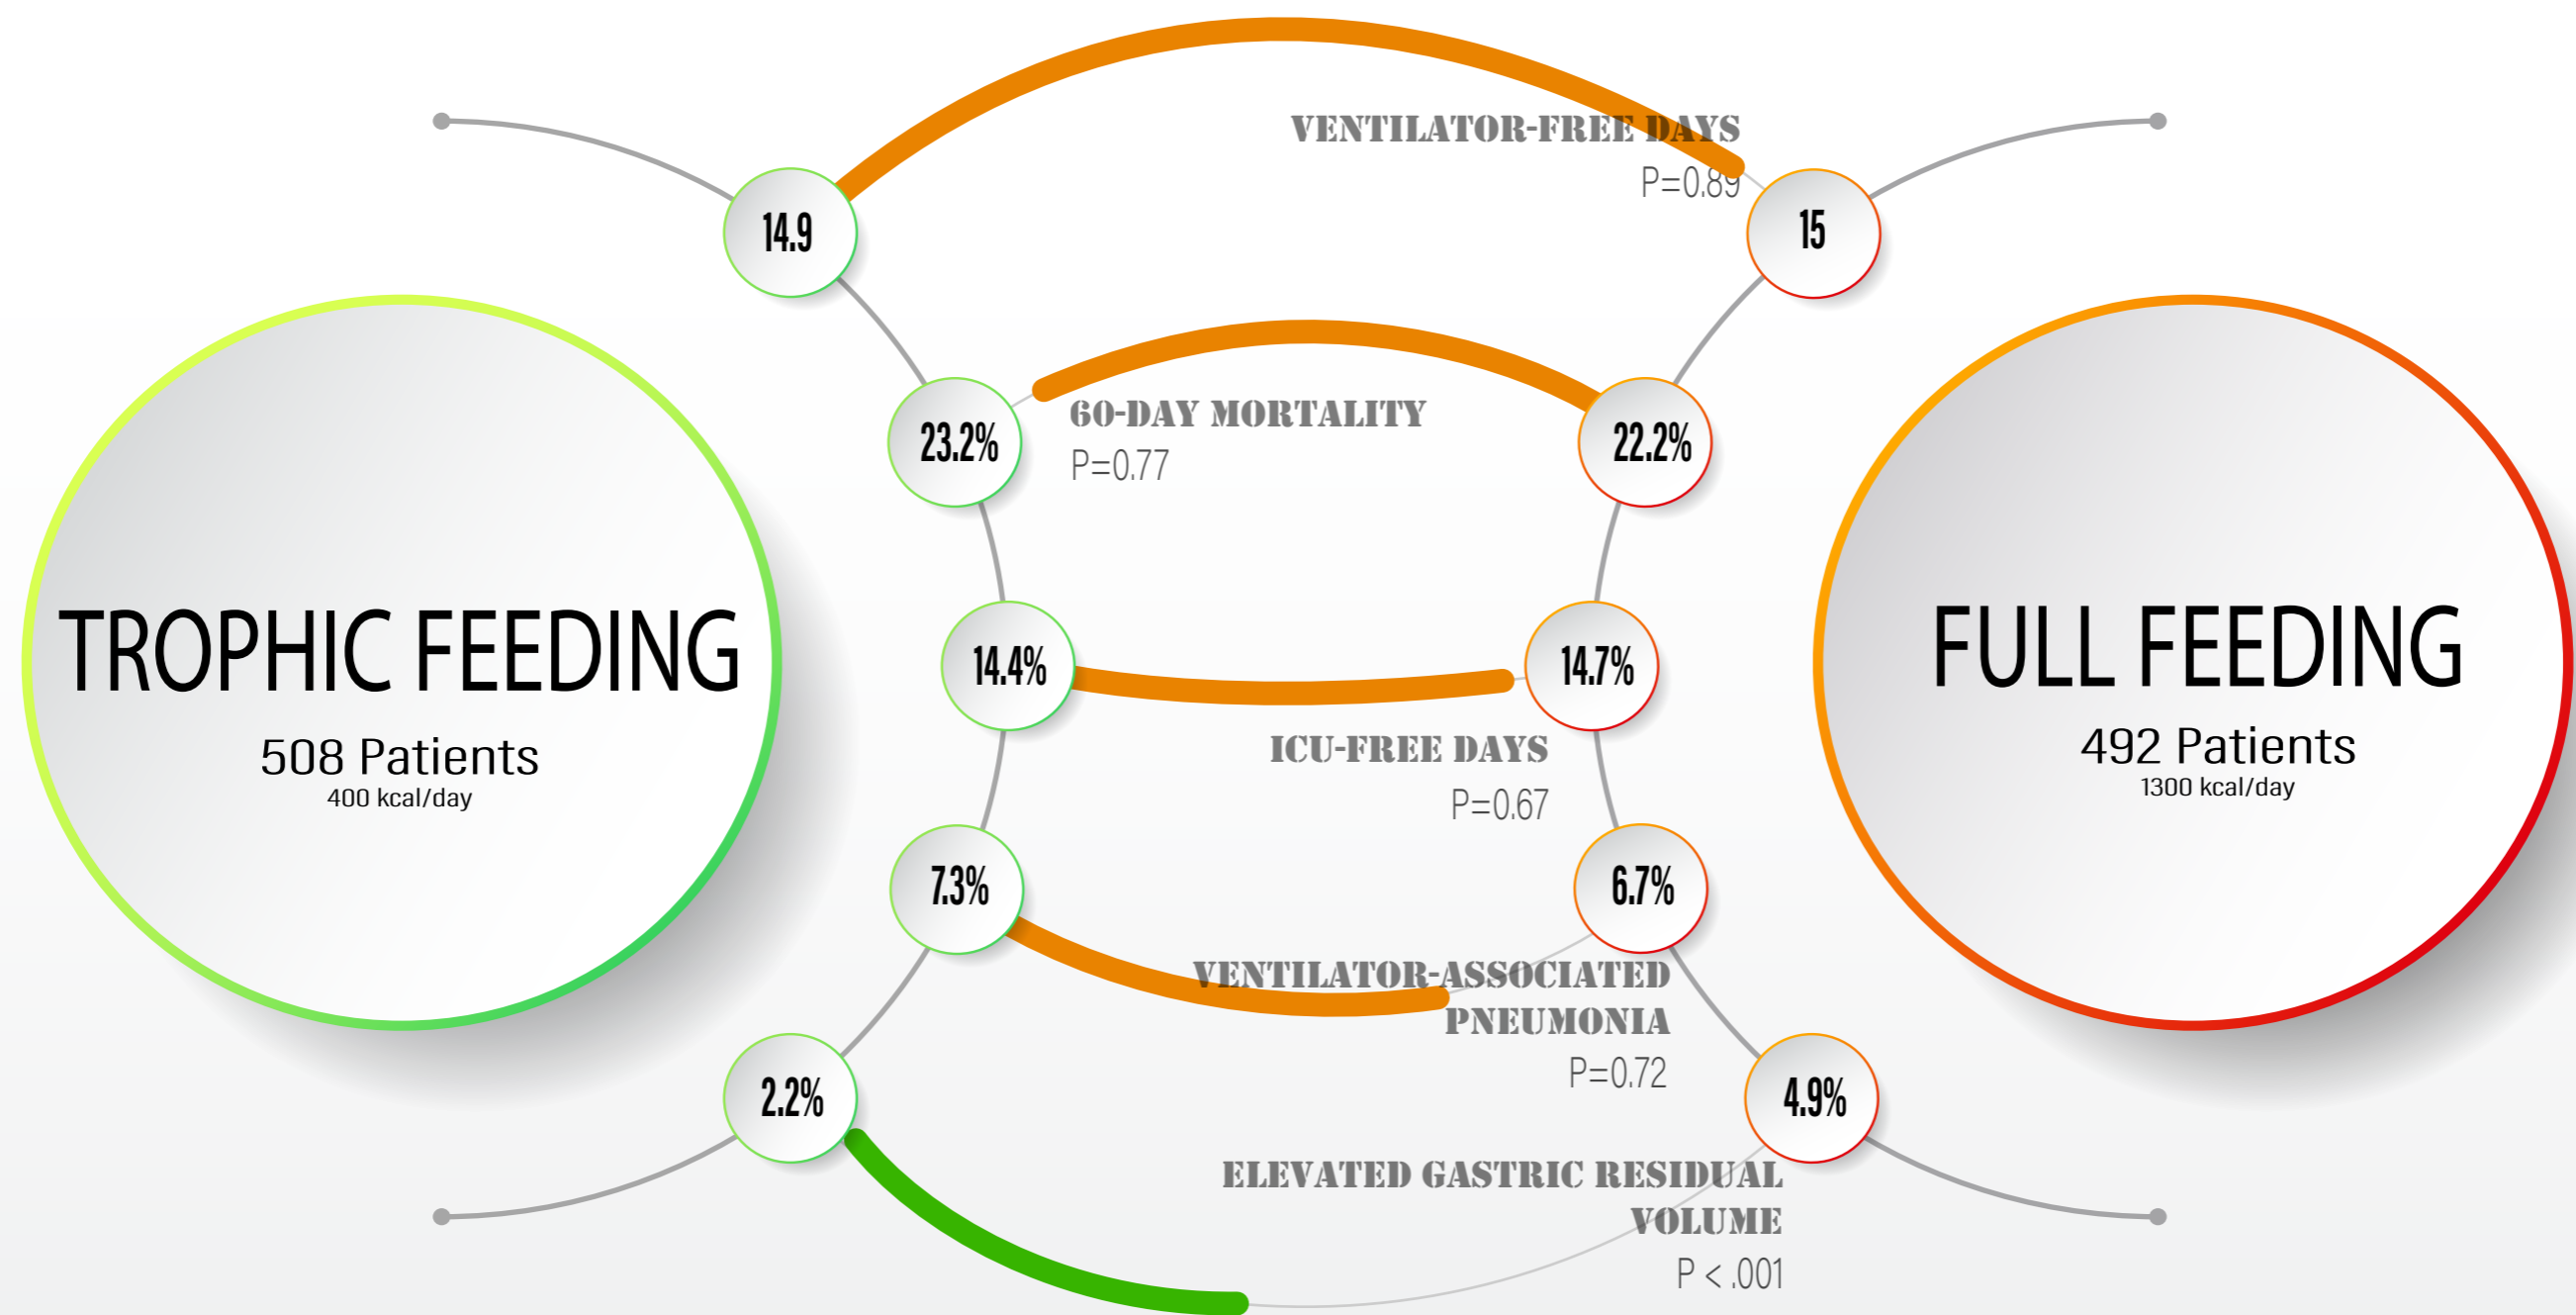 VENTILATOR-FREE DAYS
P=0.89
14.9
15
23.2%
60-DAY MORTALITY
P=0.77
22.2%
TROPHIC FEEDING
508 Patients
400 kcal/day
14.4%
14.7%
ICU-FREE DAYS
P=0.67
FULL FEEDING
492 Patients
1300 kcal/day
7.3%
6.7%
VENTILATOR-ASSOCIATED
PNEUMONIA
P=0.72
2.2%
4.9%
ELEVATED GASTRIC RESIDUAL
VOLUME
P < .001